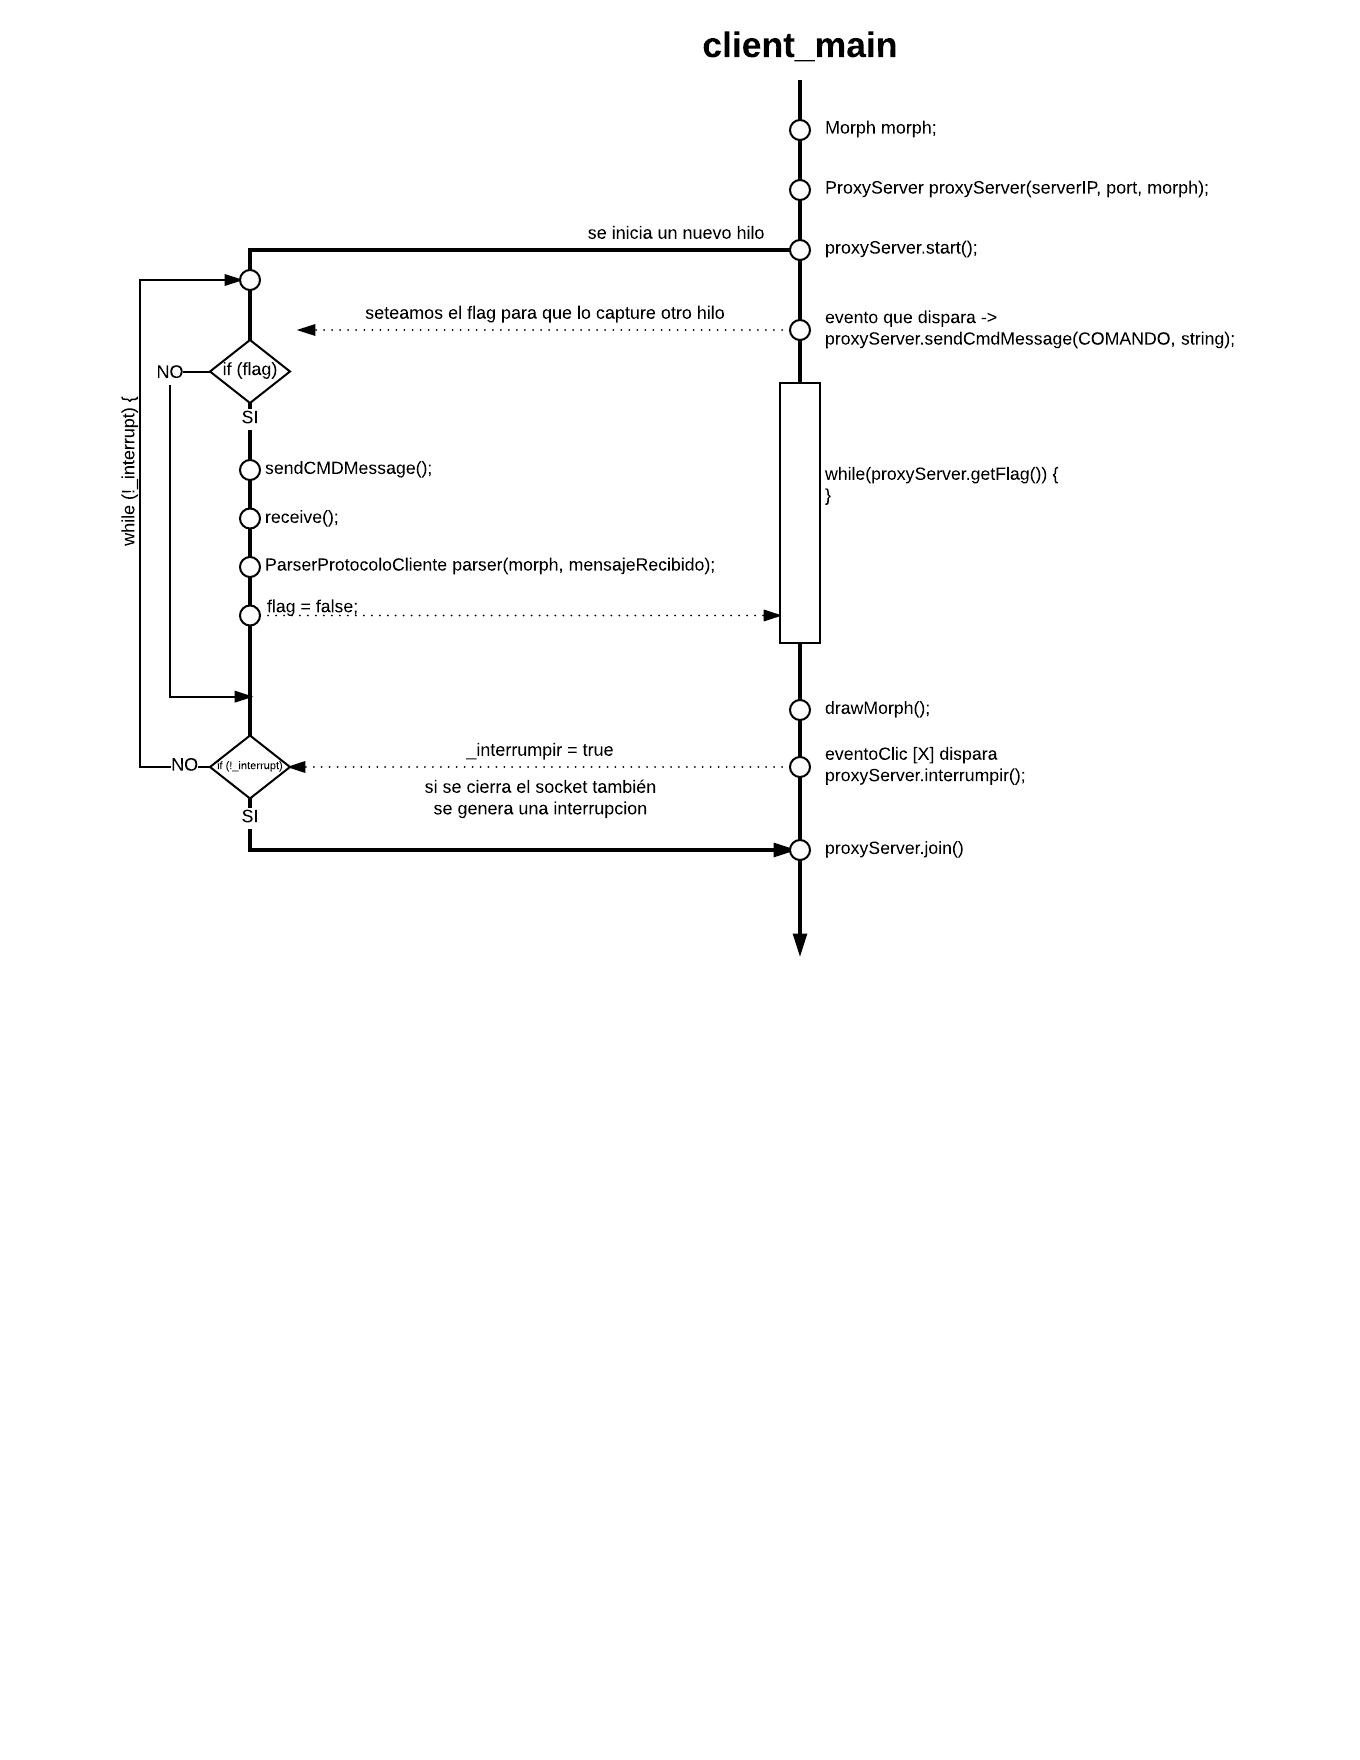 client_main
Morph morph;
ProxyServer proxyServer(serverIP, port, morph);
se inicia un nuevo hilo
proxyServer.start();
seteamos el flag para que lo capture otro hilo
evento que dispara ->
proxyServer.sendCmdMessage(COMANDO, string);
if (flag)
NO
SI
while (!_interrupt) {
sendCMDMessage();
while(proxyServer.getFlag()) {
}
receive();
ParserProtocoloCliente parser(morph, mensajeRecibido);
flag = false;
drawMorph();
_interrumpir = true
eventoClic [X] dispara
proxyServer.interrumpir();
NO
if (!_interrupt)
si se cierra el socket también
se genera una interrupcion
SI
proxyServer.join()